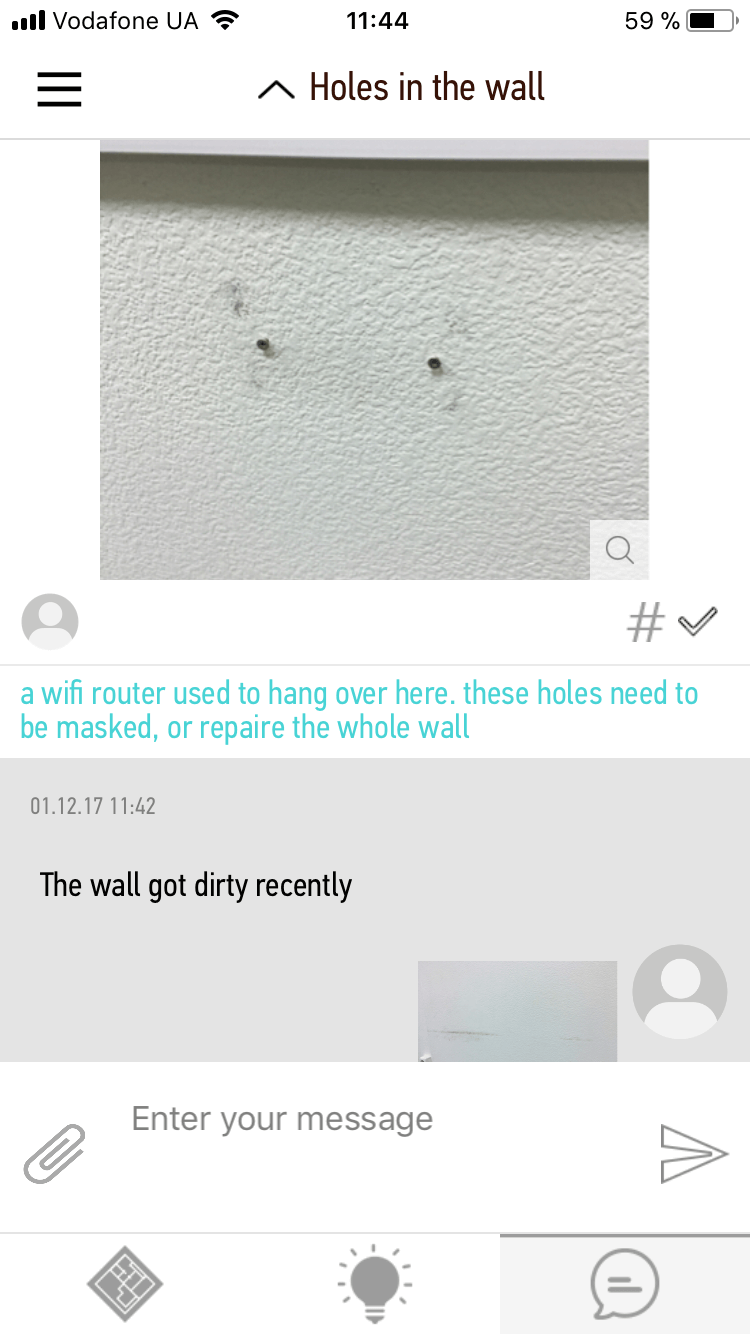 Vodafone UA 11:44 59 %
Holes in the wall
#
a wifi router used to hang over here. these holes need to
be masked, or repaire the whole wall
01.12.17 11:42
The wall got dirty recently
Enter your message